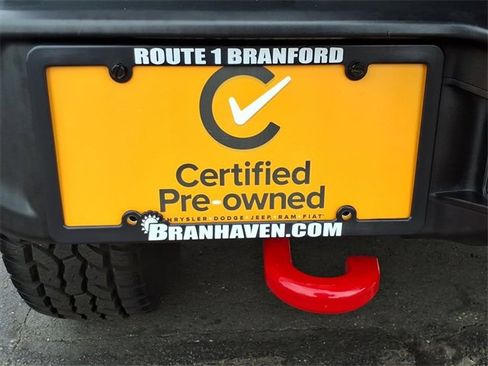 ROUTE 1 BRANFORD
Certified
Pre-owned
CHRYSLER · DODGE · JEEP · RAM · FIAT
BRANHAVEN.COM